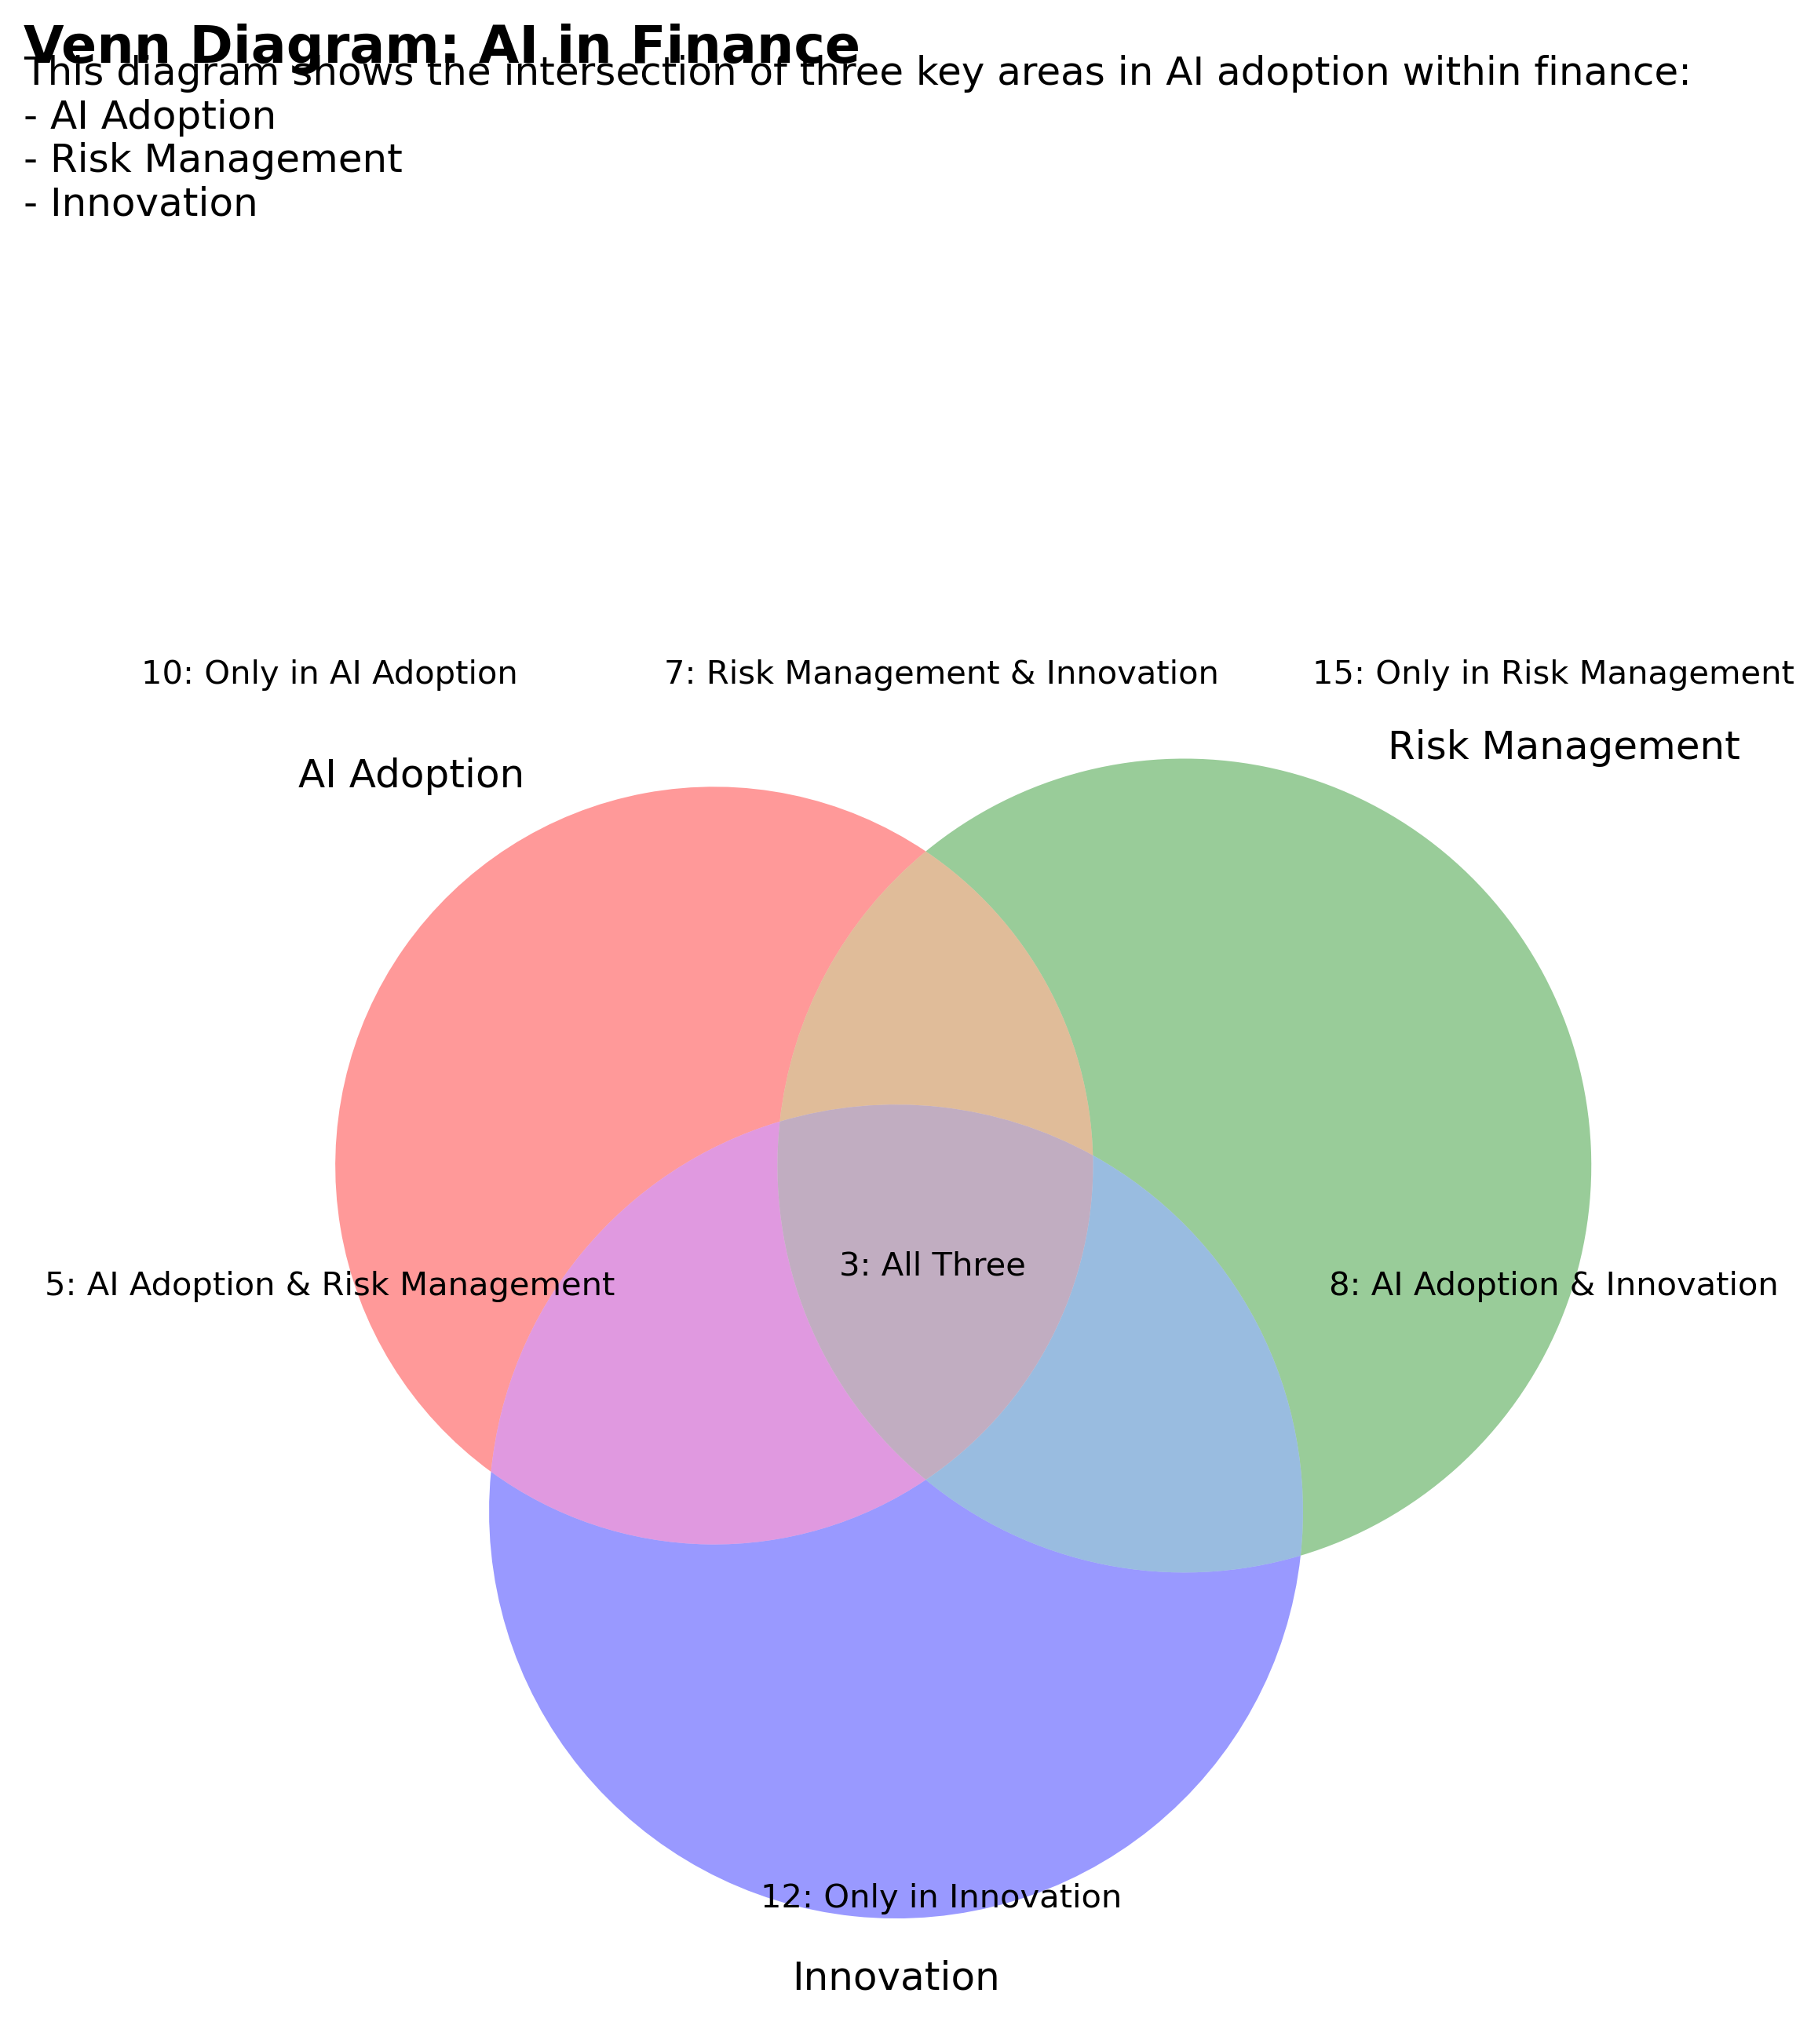 Venn Diagram: AI in Finance
This diagram shows the intersection of three key areas in AI adoption within finance:
- AI Adoption
- Risk Management
- Innovation
10: Only in AI Adoption
7: Risk Management & Innovation
15: Only in Risk Management
AI Adoption
Risk Management
5: AI Adoption & Risk Management
3: All Three
8: AI Adoption & Innovation
12: Only in Innovation
Innovation